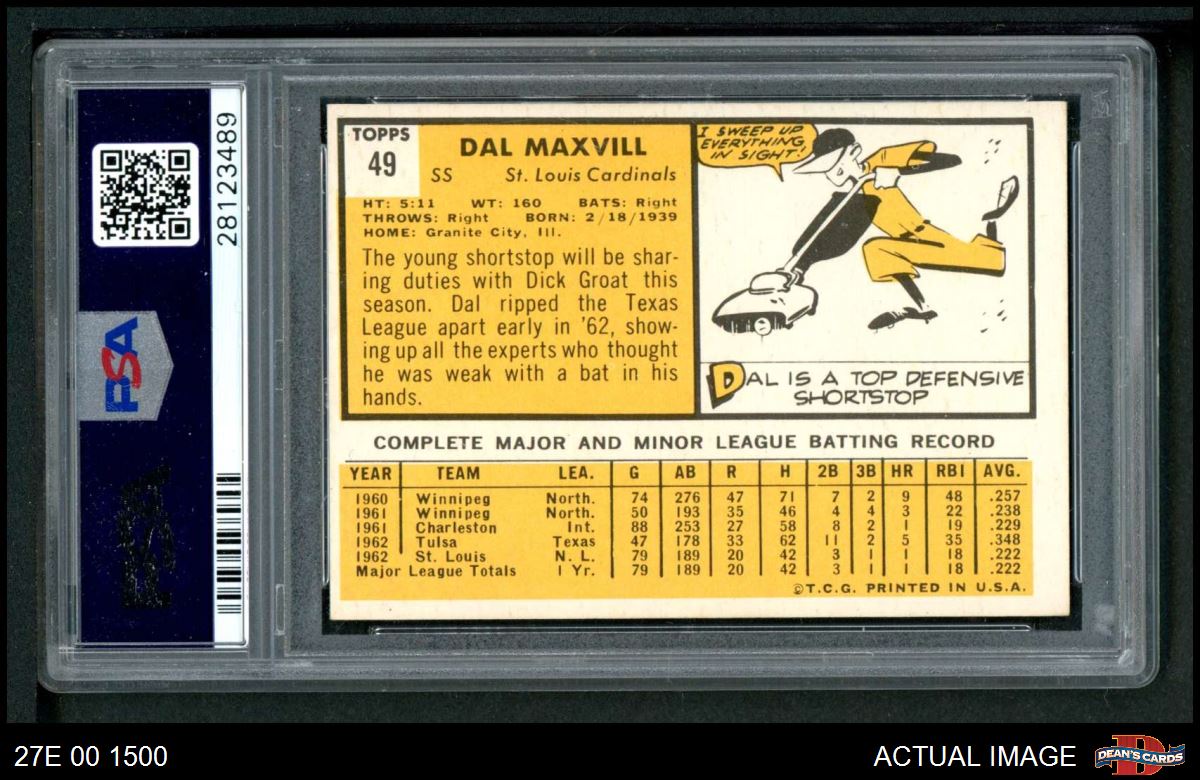 28123489
PSA
PSA
TOPPS
49
DAL MAXVILL
SS St. Louis Cardinals
HT: 5:11 WT: 160 BATS: Right
THROWS: Right BORN: 2/18/1939
HOME: Granite City, Ill.
The young shortstop will be shar-
ing duties with Dick Groat this
season. Dal ripped the Texas
League apart early in '62, show-
ing up all the experts who thought
he was weak with a bat in his
hands.
I SWEEP UP
EVERYTHING
IN SIGHT!
DAL IS A TOP DEFENSIVE
SHORTSTOP
COMPLETE MAJOR AND MINOR LEAGUE BATTING RECORD
YEAR TEAM LEA. G AB R H 2B 3B HR RBI AVG.
1960 Winnipeg North. 74 276 47 71 7 2 9 48 .257
1961 Winnipeg North. 50 193 35 46 4 4 3 22 .238
1961 Charleston Int. 88 253 27 58 8 2 1 19 .229
1962 Tulsa Texas 47 178 33 62 11 2 5 35 .348
1962 St. Louis N. L. 79 189 20 42 3 1 1 18 .222
Major League Totals 1 Yr. 79 189 20 42 3 1 1 18 .222
©T.C.G. PRINTED IN U.S.A.
27E 00 1500
ACTUAL IMAGE
D
DEAN'S CARDS